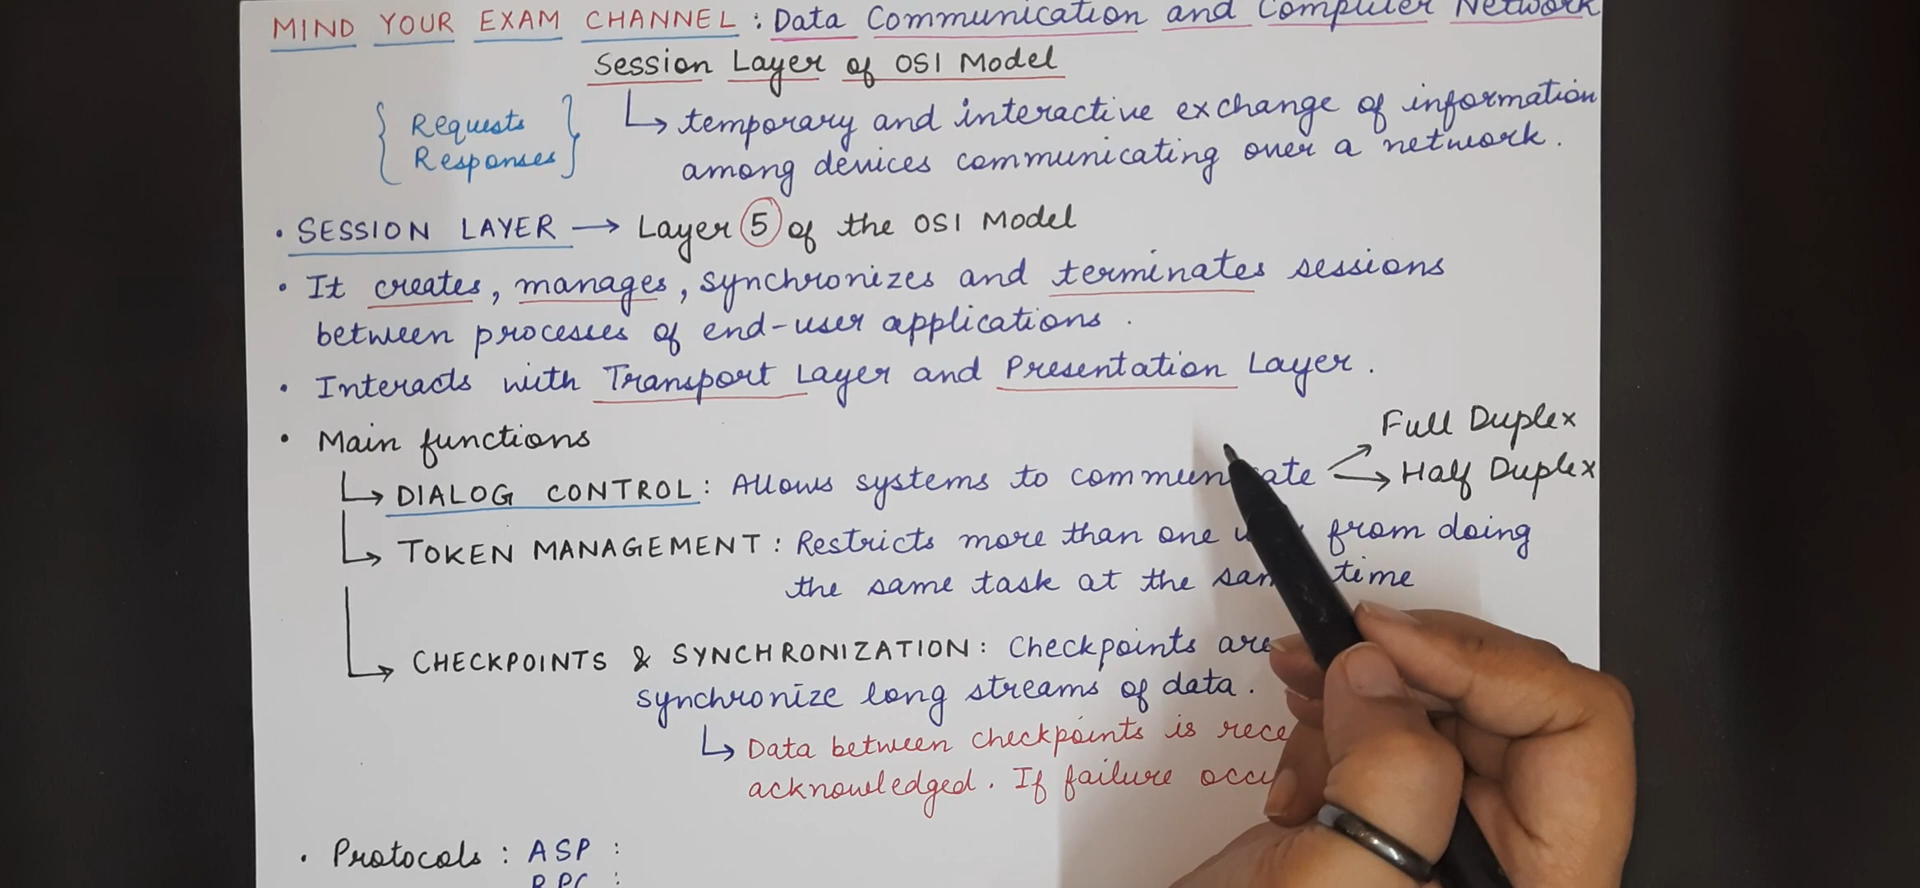 MIND YOUR EXAM CHANNEL : Data Communication and Computer Network
Session Layer of OSI Model
{ Requests Responses }
↳ temporary and interactive exchange of information
among devices communicating over a network.
• SESSION LAYER → Layer 5 of the OSI Model
• It creates, manages, synchronizes and terminates sessions
between processes of end-user applications.
• Interacts with Transport Layer and Presentation Layer.
• Main functions
Full Duplex
↳ DIALOG CONTROL : Allows systems to communicate → Half Duplex
↳ TOKEN MANAGEMENT : Restricts more than one from doing
the same task at the same time
↳ CHECKPOINTS & SYNCHRONIZATION : Checkpoints are
synchronize long streams of data.
↳ Data between checkpoints is
acknowledged. If failure
• Protocols : ASP :
RPC :